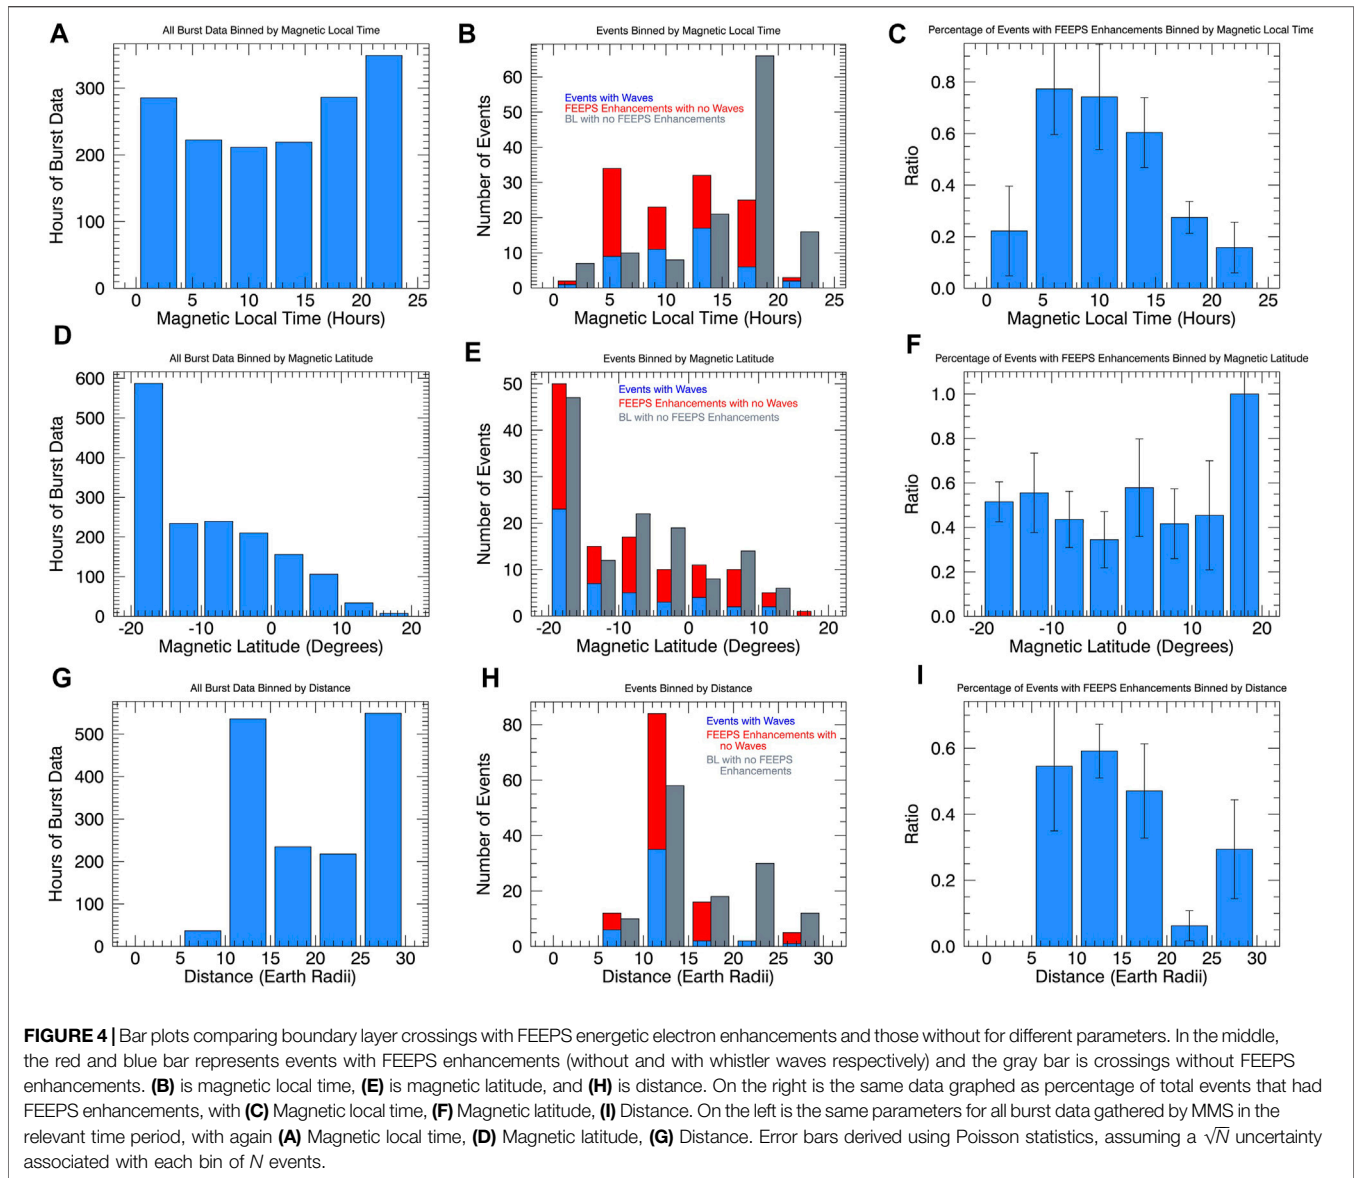 A
All Burst Data Binned by Magnetic Local Time
Hours of Burst Data
300
200
100
0
0 5 10 15 20 25
Magnetic Local Time (Hours)
B
Events Binned by Magnetic Local Time
Events with Waves
FEEPS Enhancements with no Waves
BL with no FEEPS Enhancements
Number of Events
60
50
40
30
20
10
0
0 5 10 15 20 25
Magnetic Local Time (Hours)
C
Percentage of Events with FEEPS Enhancements Binned by Magnetic Local Time
Ratio
0.8
0.6
0.4
0.2
0.0
0 5 10 15 20 25
Magnetic Local Time (Hours)
D
All Burst Data Binned by Magnetic Latitude
Hours of Burst Data
600
500
400
300
200
100
0
-20 -10 0 10 20
Magnetic Latitude (Degrees)
E
Events Binned by Magnetic Latitude
Events with Waves
FEEPS Enhancements with no Waves
BL with no FEEPS Enhancements
Number of Events
50
40
30
20
10
0
-20 -10 0 10 20
Magnetic Latitude (Degrees)
F
Percentage of Events with FEEPS Enhancements Binned by Magnetic Latitude
Ratio
1.0
0.8
0.6
0.4
0.2
0.0
-20 -10 0 10 20
Magnetic Latitude (Degrees)
G
All Burst Data Binned by Distance
Hours of Burst Data
500
400
300
200
100
0
0 5 10 15 20 25 30
Distance (Earth Radii)
H
Events Binned by Distance
Events with Waves
FEEPS Enhancements with
no Waves
BL with no FEEPS
Enhancements
Number of Events
80
60
40
20
0
0 5 10 15 20 25 30
Distance (Earth Radii)
I
Percentage of Events with FEEPS Enhancements Binned by Distance
Ratio
0.6
0.4
0.2
0.0
0 5 10 15 20 25 30
Distance (Earth Radii)
FIGURE 4 | Bar plots comparing boundary layer crossings with FEEPS energetic electron enhancements and those without for different parameters. In the middle,
the red and blue bar represents events with FEEPS enhancements (without and with whistler waves respectively) and the gray bar is crossings without FEEPS
enhancements. (B) is magnetic local time, (E) is magnetic latitude, and (H) is distance. On the right is the same data graphed as percentage of total events that had
FEEPS enhancements, with (C) Magnetic local time, (F) Magnetic latitude, (I) Distance. On the left is the same parameters for all burst data gathered by MMS in the
relevant time period, with again (A) Magnetic local time, (D) Magnetic latitude, (G) Distance. Error bars derived using Poisson statistics, assuming a √N uncertainty
associated with each bin of N events.